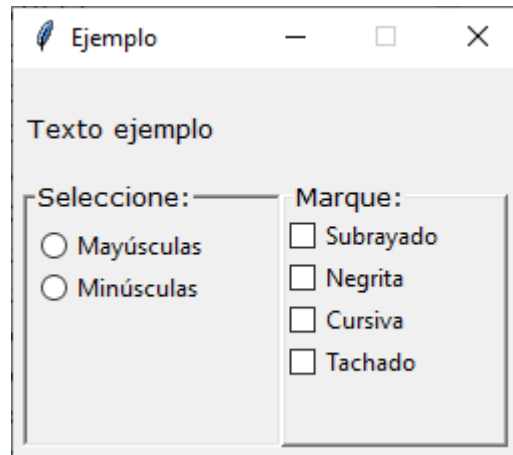 Ejemplo
Texto ejemplo
Seleccione:
Mayúsculas
Minúsculas
Marque:
Subrayado
Negrita
Cursiva
Tachado